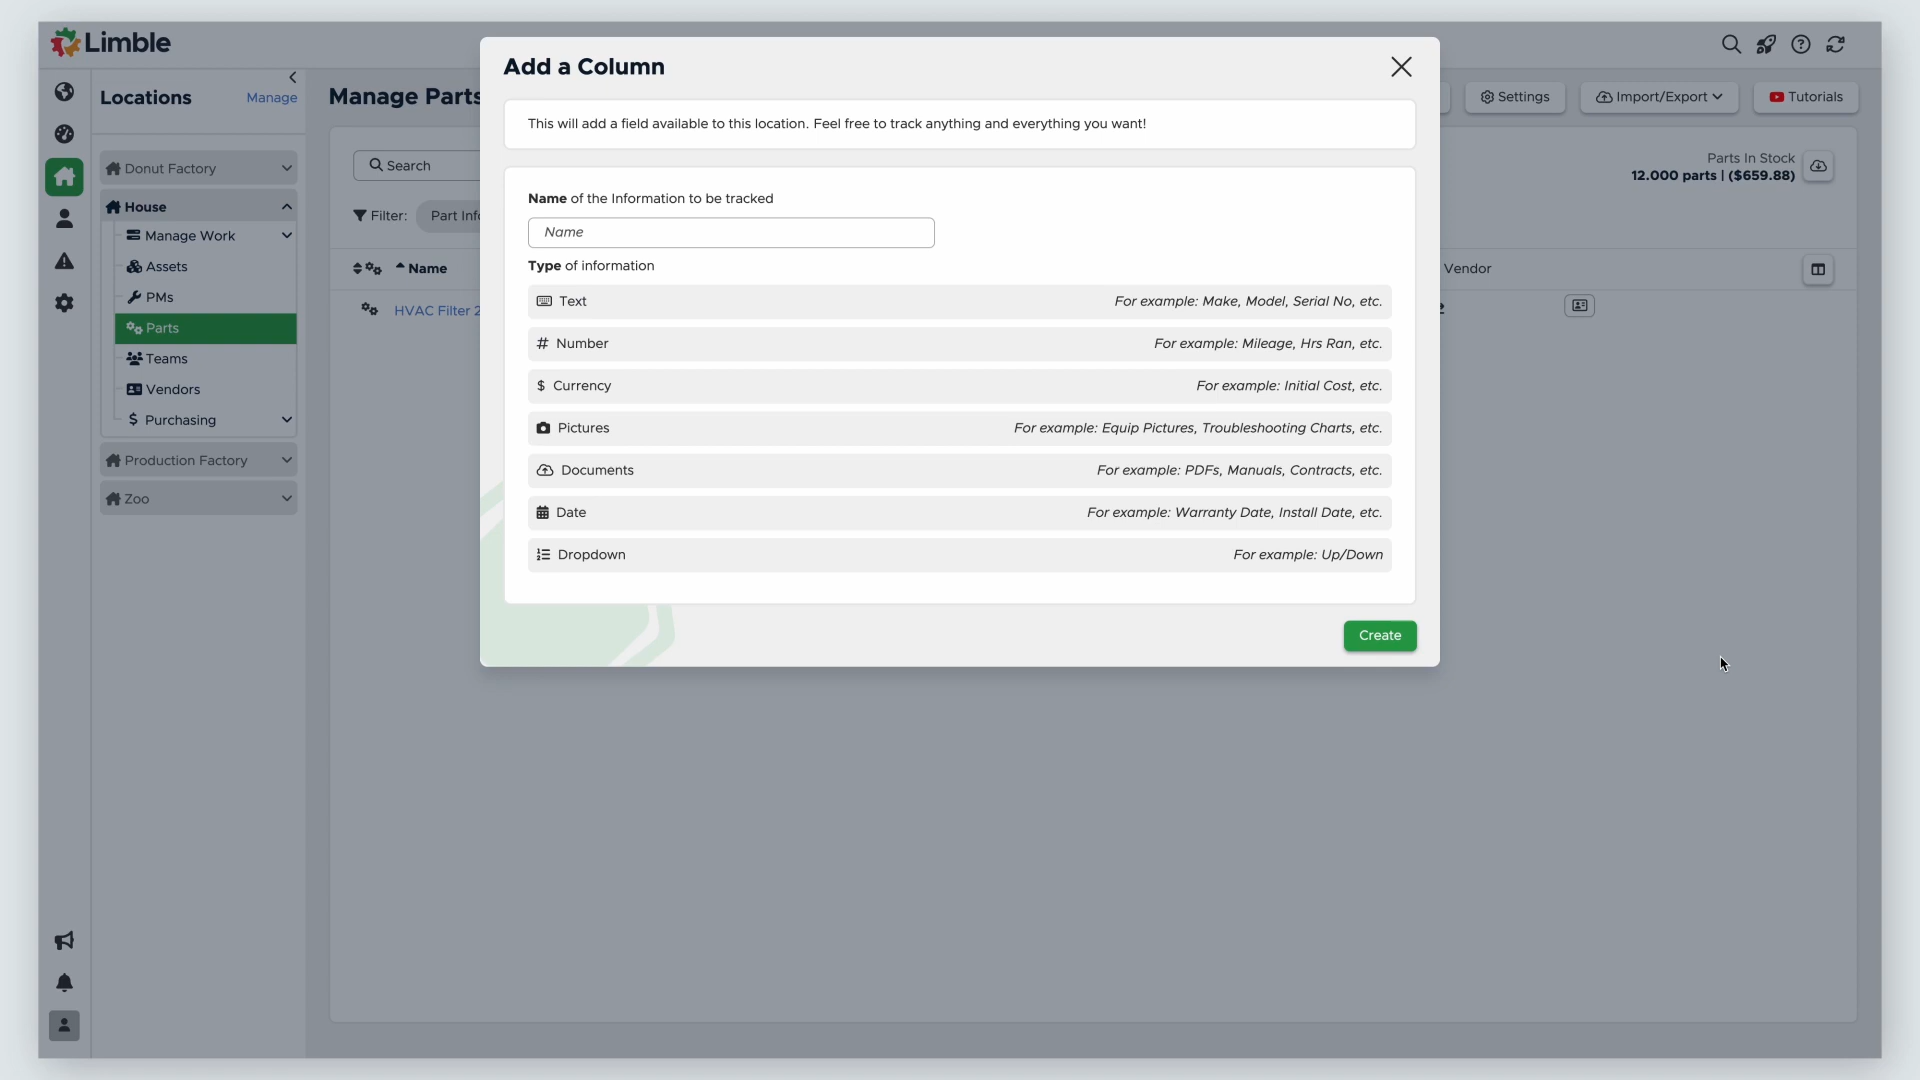 Limble
Locations
Manage
Donut Factory
House
Manage Work
Assets
PMs
Parts
Teams
Vendors
Purchasing
Production Factory
Zoo
Manage Parts
Settings
Import/Export
Tutorials
Search
Parts In Stock
12.000 parts | ($659.88)
Filter:
Part Info
Name
Vendor
HVAC Filter 2
Add a Column
This will add a field available to this location. Feel free to track anything and everything you want!
Name of the Information to be tracked
Name
Type of information
Text For example: Make, Model, Serial No, etc.
Number For example: Mileage, Hrs Ran, etc.
Currency For example: Initial Cost, etc.
Pictures For example: Equip Pictures, Troubleshooting Charts, etc.
Documents For example: PDFs, Manuals, Contracts, etc.
Date For example: Warranty Date, Install Date, etc.
Dropdown For example: Up/Down
Create